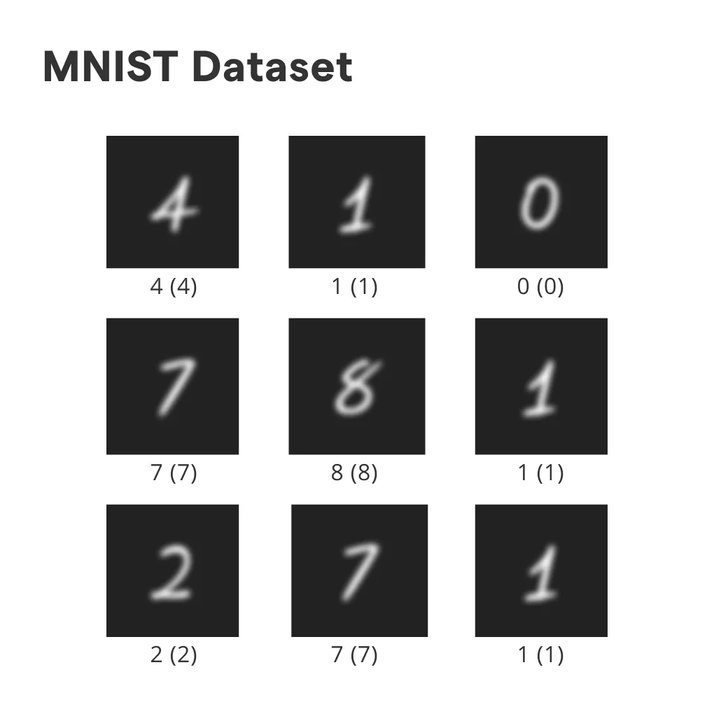 MNIST Dataset
4 1 0
4 (4) 1 (1) 0 (0)
7 8 1
7 (7) 8 (8) 1 (1)
2 7 1
2 (2) 7 (7) 1 (1)